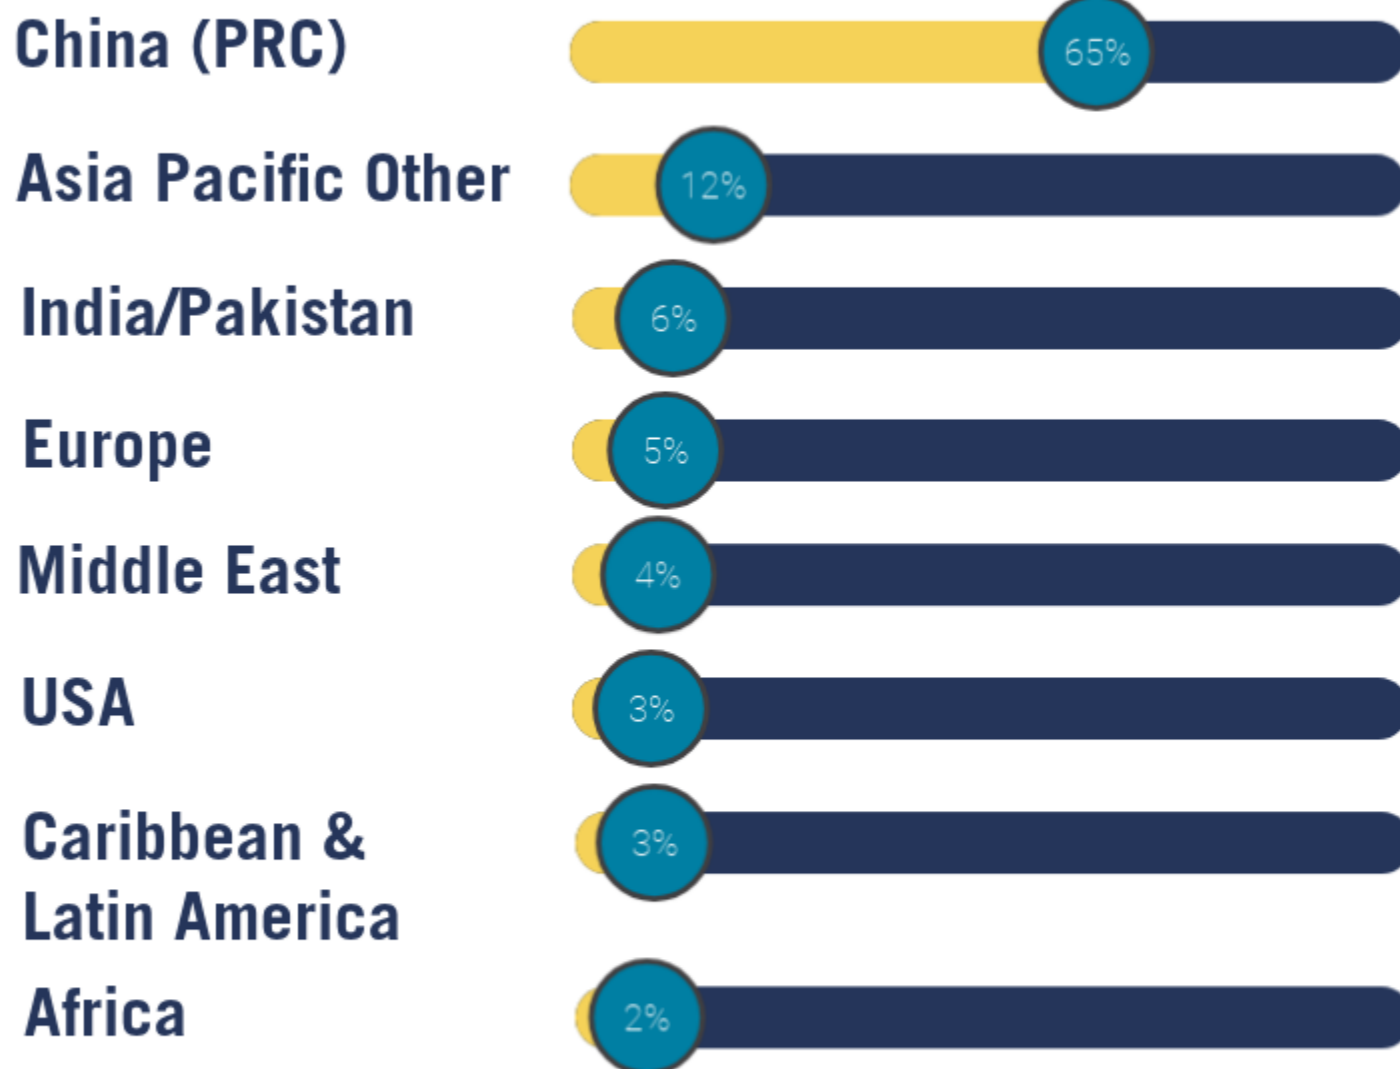 China (PRC) 65%
Asia Pacific Other 12%
India/Pakistan 6%
Europe 5%
Middle East 4%
USA 3%
Caribbean & 3%
Latin America
Africa 2%